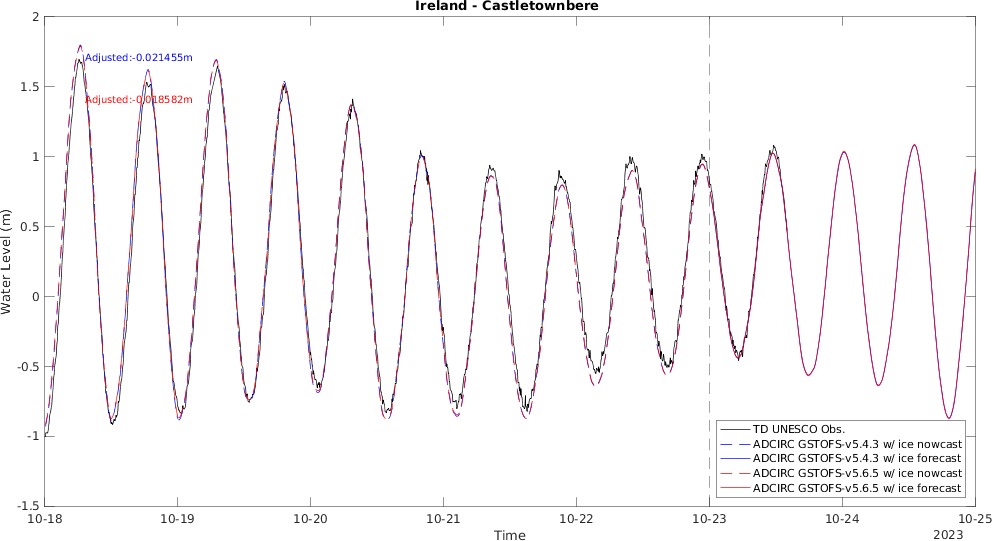 Ireland - Castletownbere
2
1.5
1
0.5
0
-0.5
-1
-1.5
Water Level (m)
Adjusted:-0.021455m
Adjusted:-0.018582m
TD UNESCO Obs.
ADCIRC GSTOFS-v5.4.3 w/ ice nowcast
ADCIRC GSTOFS-v5.4.3 w/ ice forecast
ADCIRC GSTOFS-v5.6.5 w/ ice nowcast
ADCIRC GSTOFS-v5.6.5 w/ ice forecast
10-18 10-19 10-20 10-21 10-22 10-23 10-24 10-25
Time
2023